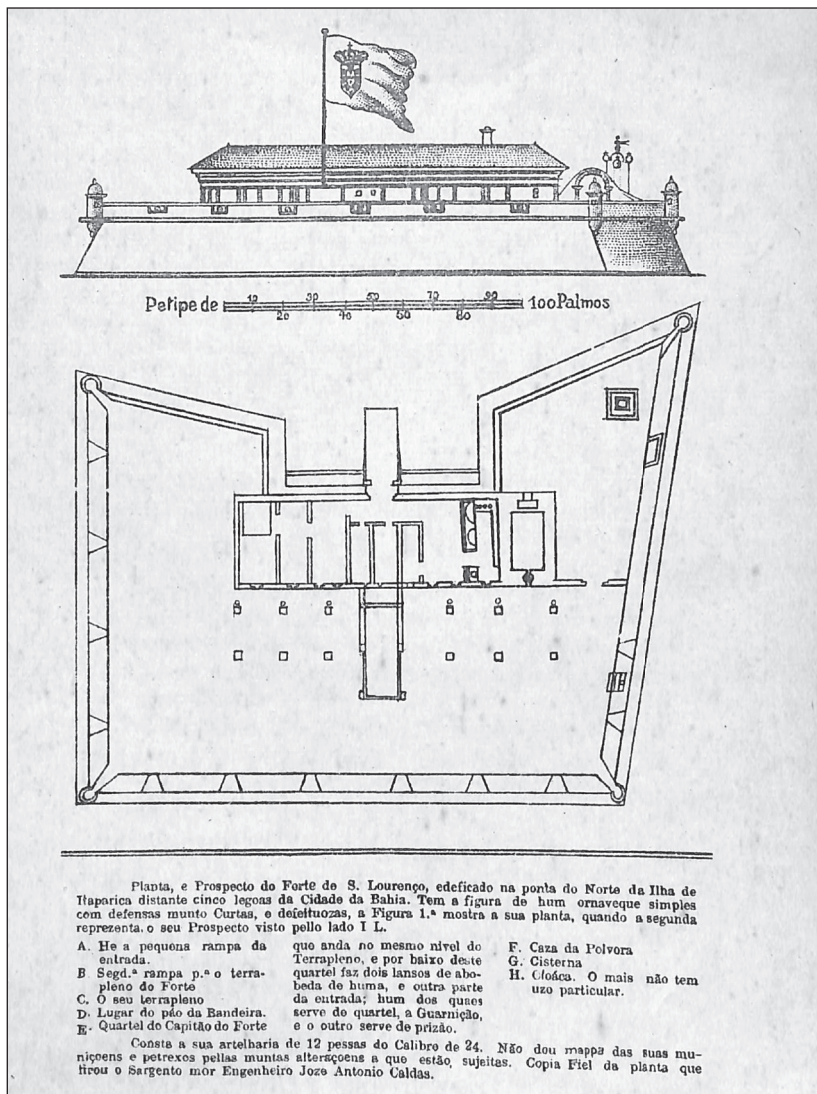 Petipe de 10 20 30 40 50 60 70 80 90 100 Palmos
Planta, e Prospecto do Forte de S. Lourenço, edeficado na ponta do Norte da Ilha de
Itaparica distante cinco legoas da Cidade da Bahia. Tem a figura de hum ornaveque simples
com defensas munto Curtas, e defeituozas, a Figura 1.ª mostra a sua planta, quando a segunda
reprezenta. o seu Prospecto visto pello lado I L.
A. He a pequena rampa da
entrada.
B Segd.ª rampa p.ª o terra-
pleno do Forte
C. O seu terrapleno
D. Lugar do páo da Bandeira.
E. Quartel do Capitão do Forte
que anda no mesmo nivel do
Terrapleno, e por baixo deste
quartel faz dois lansos de abo-
beda de huma, e outra parte
da entrada; hum dos quaes
serve de quartel, a Guarnição,
e o outro serve de prizão.
F. Caza da Polvora
G. Cisterna
H. Cloáca. O mais não tem
uzo particular.
Consta a sua artelharia de 12 pessas do Calibro de 24. Não dou mappa das suas mu-
niçoens e petrexos pellas muntas alteraçoens a que estão, sujeitas. Copia Fiel da planta que
tirou o Sargento mor Engenheiro Joze Antonio Caldas.